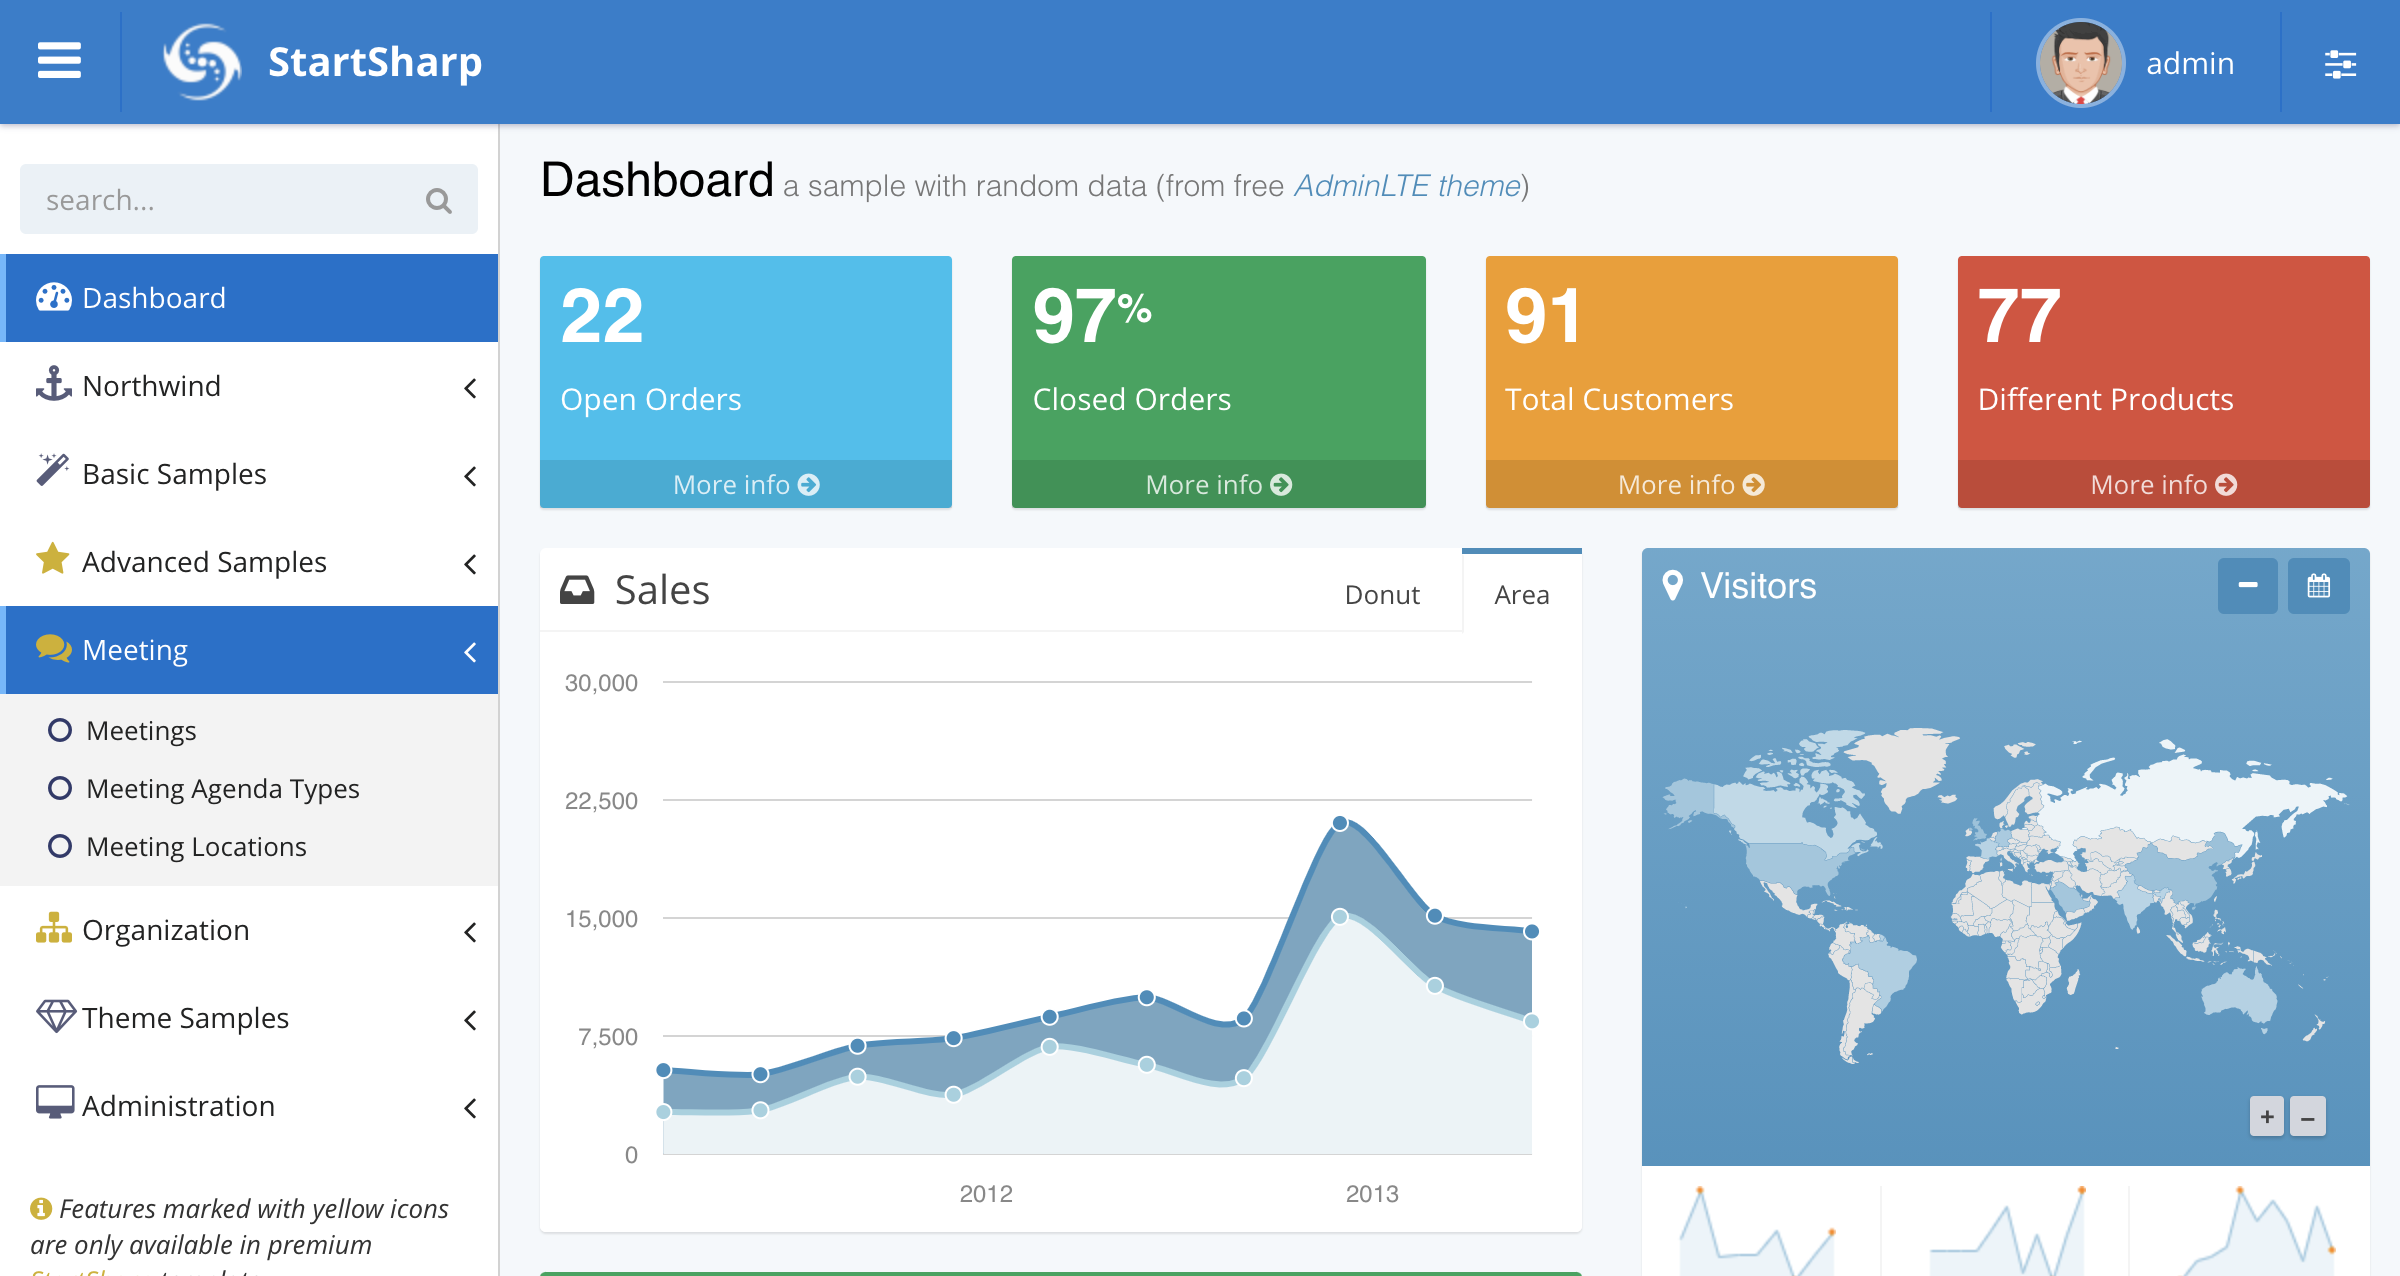 StartSharp
admin
search...
Dashboard
Northwind
Basic Samples
Advanced Samples
Meeting
Meetings
Meeting Agenda Types
Meeting Locations
Organization
Theme Samples
Administration
Features marked with yellow icons
are only available in premium
Dashboard a sample with random data (from free AdminLTE theme)
22
Open Orders
More info
97%
Closed Orders
More info
91
Total Customers
More info
77
Different Products
More info
Sales
Donut
Area
30,000
22,500
15,000
7,500
0
2012
2013
Visitors
+
–